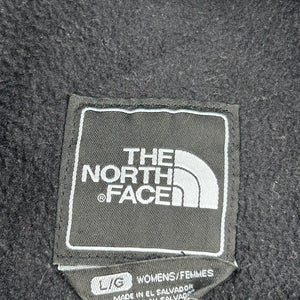 THE
NORTH
®FACE
L/G WOMENS/FEMMES
MADE IN EL SALVADOR